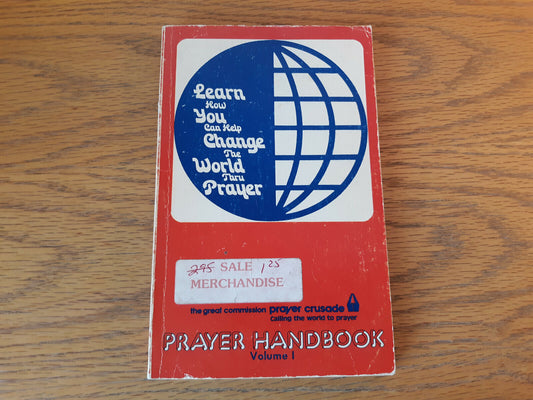 Learn
How
You
Can Help
Change
The
World
Thru
Prayer
295 SALE 1 25
MERCHANDISE
the great commission prayer crusade
Calling the world to prayer
PRAYER HANDBOOK
Volume I